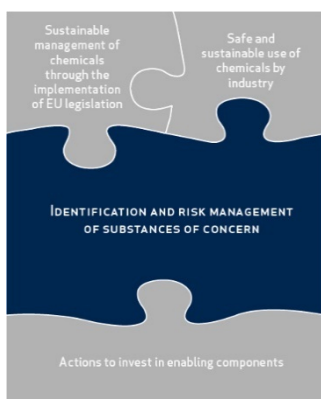 Sustainable
management of
chemicals
through the
implementation
of EU legislation
Safe and
sustainable use of
chemicals by
industry
IDENTIFICATION AND RISK MANAGEMENT
OF SUBSTANCES OF CONCERN
Actions to invest in enabling components